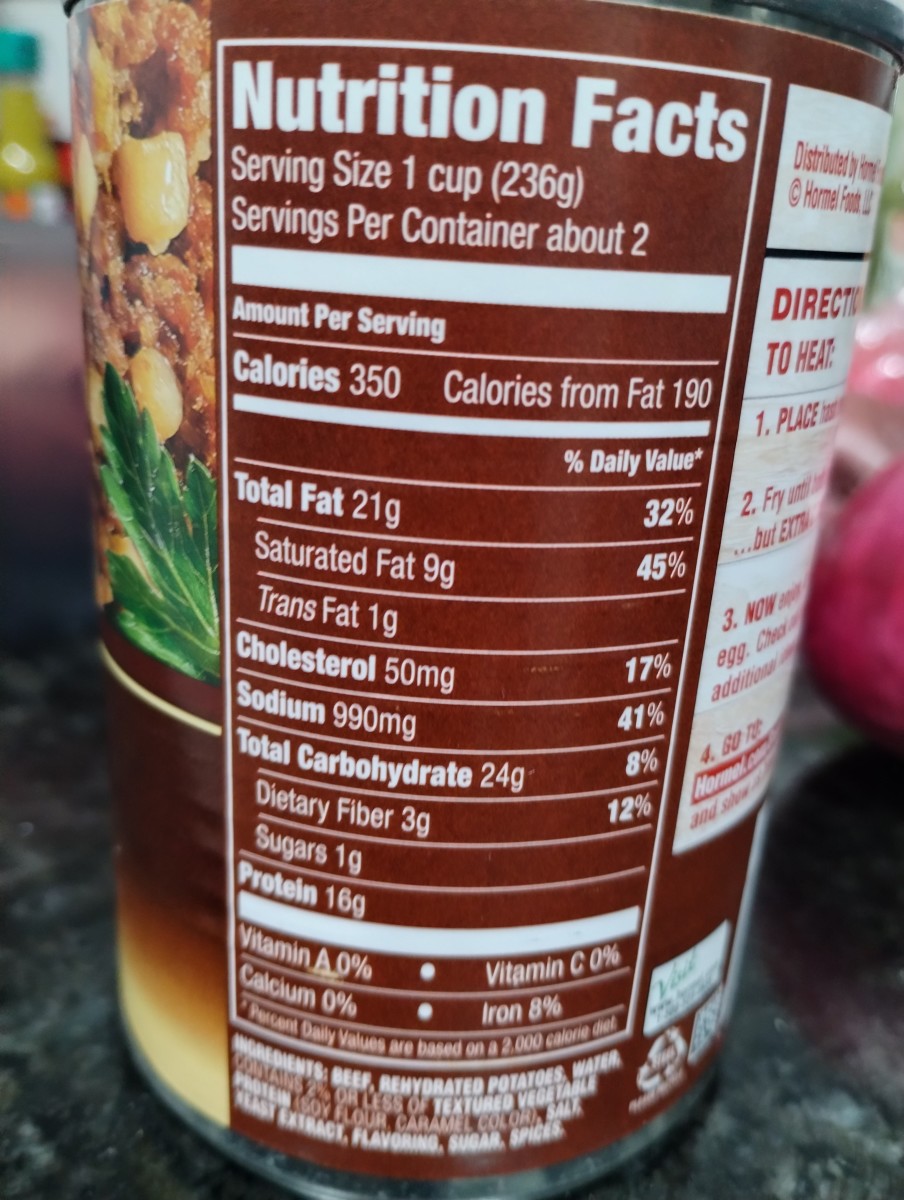 Nutrition Facts
Serving Size 1 cup (236g)
Servings Per Container about 2
Amount Per Serving
Calories 350 Calories from Fat 190
% Daily Value*
Total Fat 21g 32%
Saturated Fat 9g 45%
Trans Fat 1g
Cholesterol 50mg 17%
Sodium 990mg 41%
Total Carbohydrate 24g 8%
Dietary Fiber 3g 12%
Sugars 1g
Protein 16g
Vitamin A 0% • Vitamin C 0%
Calcium 0% • Iron 8%
*Percent Daily Values are based on a 2,000 calorie diet.
INGREDIENTS: BEEF, REHYDRATED POTATOES, WATER,
CONTAINS 2% OR LESS OF TEXTURED VEGETABLE
PROTEIN (SOY FLOUR, CARAMEL COLOR), SALT,
YEAST EXTRACT, FLAVORING, SUGAR, SPICES.
Distributed by Hormel
© Hormel Foods, LLC
DIRECTIO
TO HEAT:
1. PLACE
2. Fry until
...but EXTRA
3. NOW
egg. Check
additional
4. GO TO:
Hormel.com
and show
Visit